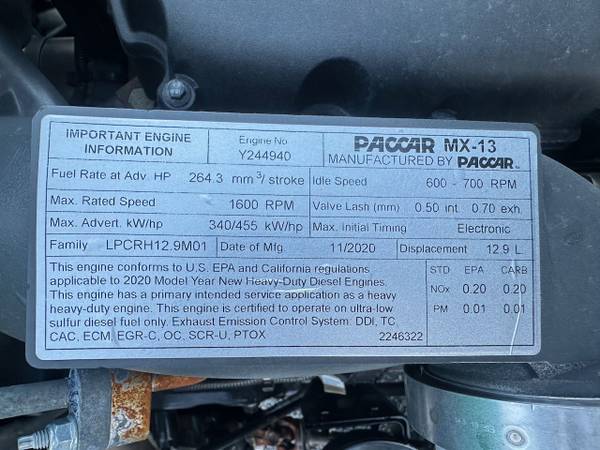 IMPORTANT ENGINE INFORMATION
Engine No Y244940
PACCAR MX-13
MANUFACTURED BY PACCAR
Fuel Rate at Adv. HP 264.3 mm³/ stroke
Idle Speed 600 - 700 RPM
Max. Rated Speed 1600 RPM
Valve Lash (mm) 0.50 int. 0.70 exh.
Max. Advert. kW/hp 340/455 kW/hp
Max. Initial Timing Electronic
Family LPCRH12.9M01
Date of Mfg. 11/2020
Displacement 12.9 L
This engine conforms to U.S. EPA and California regulations
applicable to 2020 Model Year New Heavy-Duty Diesel Engines.
This engine has a primary intended service application as a heavy
heavy-duty engine. This engine is certified to operate on ultra-low
sulfur diesel fuel only. Exhaust Emission Control System: DDI, TC,
CAC, ECM, EGR-C, OC, SCR-U, PTOX
2246322
STD EPA CARB
NOx 0.20 0.20
PM 0.01 0.01